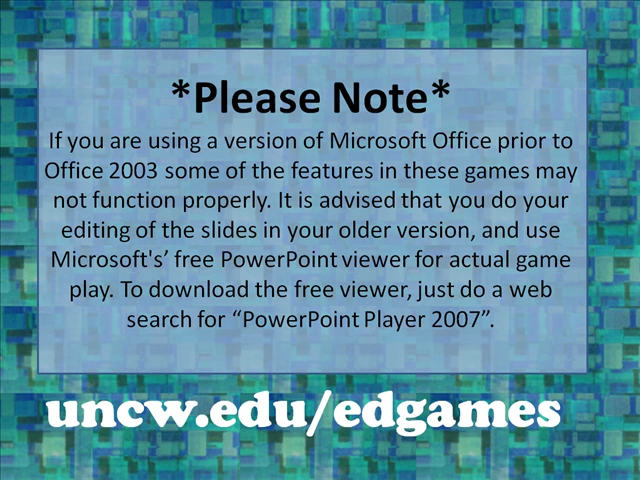 *Please Note*
If you are using a version of Microsoft Office prior to
Office 2003 some of the features in these games may
not function properly. It is advised that you do your
editing of the slides in your older version, and use
Microsoft's’ free PowerPoint viewer for actual game
play. To download the free viewer, just do a web
search for “PowerPoint Player 2007”.
uncw.edu/edgames